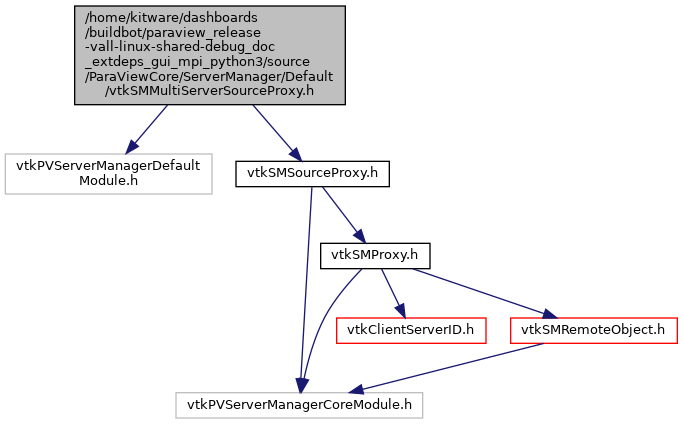 /home/kitware/dashboards
/buildbot/paraview_release
-vall-linux-shared-debug_doc
_extdeps_gui_mpi_python3/source
/ParaViewCore/ServerManager/Default
/vtkSMMultiServerSourceProxy.h
vtkPVServerManagerDefault
Module.h
vtkSMSourceProxy.h
vtkSMProxy.h
vtkClientServerID.h
vtkSMRemoteObject.h
vtkPVServerManagerCoreModule.h